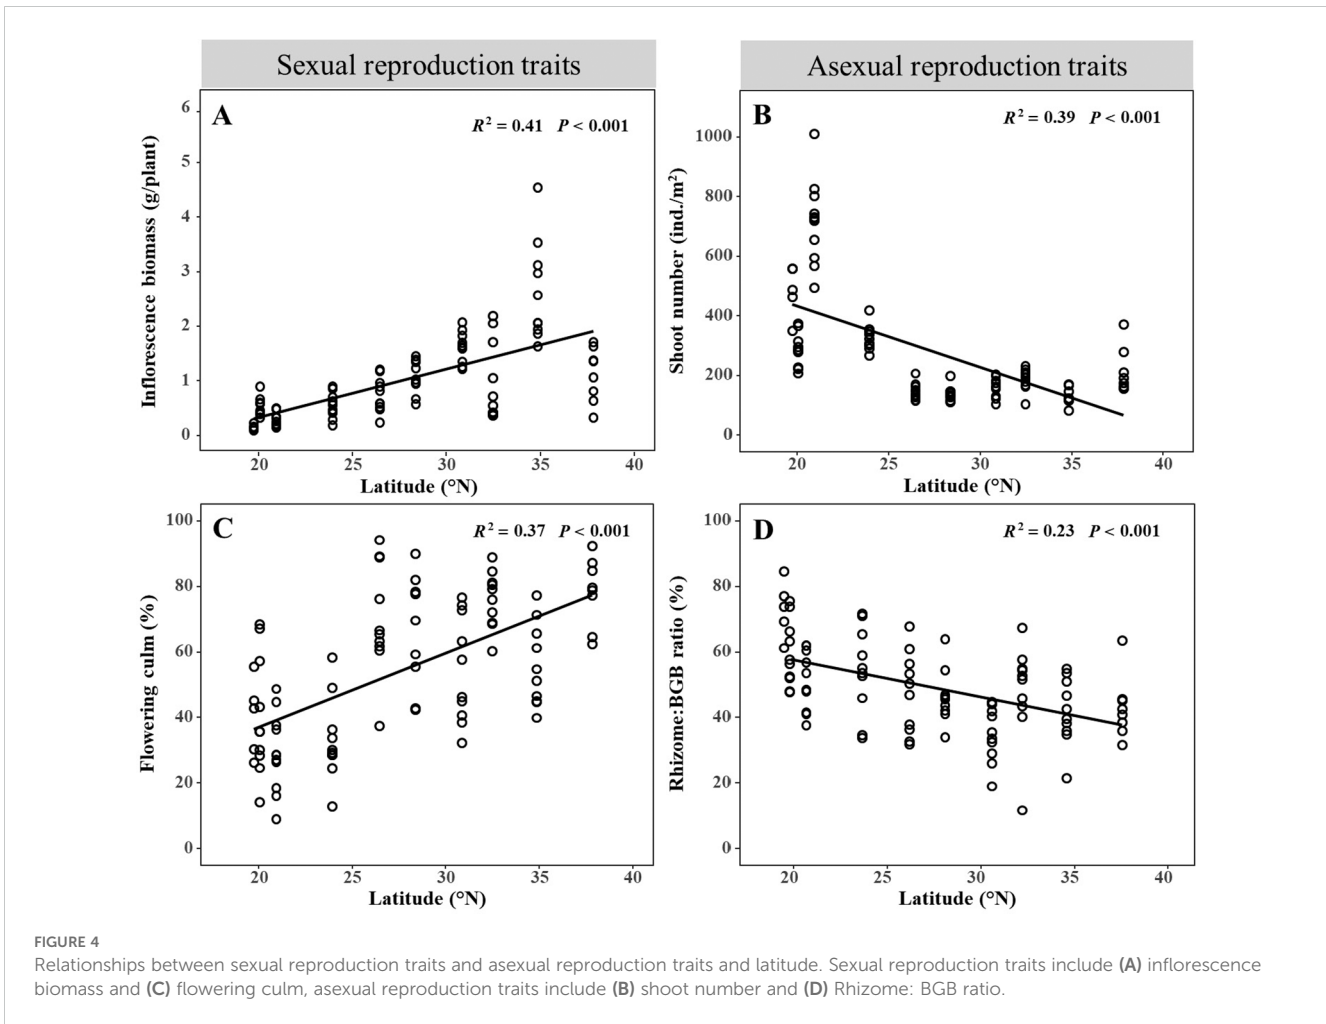 Sexual reproduction traits
Asexual reproduction traits
A
R² = 0.41 P < 0.001
Inflorescence biomass (g/plant)
6
5
4
3
2
1
0
20 25 30 35 40
Latitude (°N)
B
R² = 0.39 P < 0.001
Shoot number (ind./m²)
1000
800
600
400
200
0
20 25 30 35 40
Latitude (°N)
C
R² = 0.37 P < 0.001
Flowering culm (%)
100
80
60
40
20
0
20 25 30 35 40
Latitude (°N)
D
R² = 0.23 P < 0.001
Rhizome:BGB ratio (%)
100
80
60
40
20
0
20 25 30 35 40
Latitude (°N)
FIGURE 4
Relationships between sexual reproduction traits and asexual reproduction traits and latitude. Sexual reproduction traits include (A) inflorescence
biomass and (C) flowering culm, asexual reproduction traits include (B) shoot number and (D) Rhizome: BGB ratio.